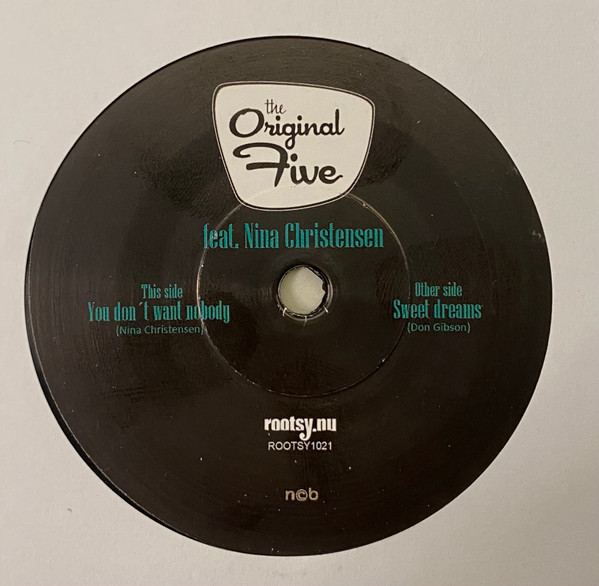 the
Original
Five
feat. Nina Christensen
This side
You don´t want nobody
(Nina Christensen)
Other side
Sweet dreams
(Don Gibson)
rootsy.nu
ROOTSY1021
n©b